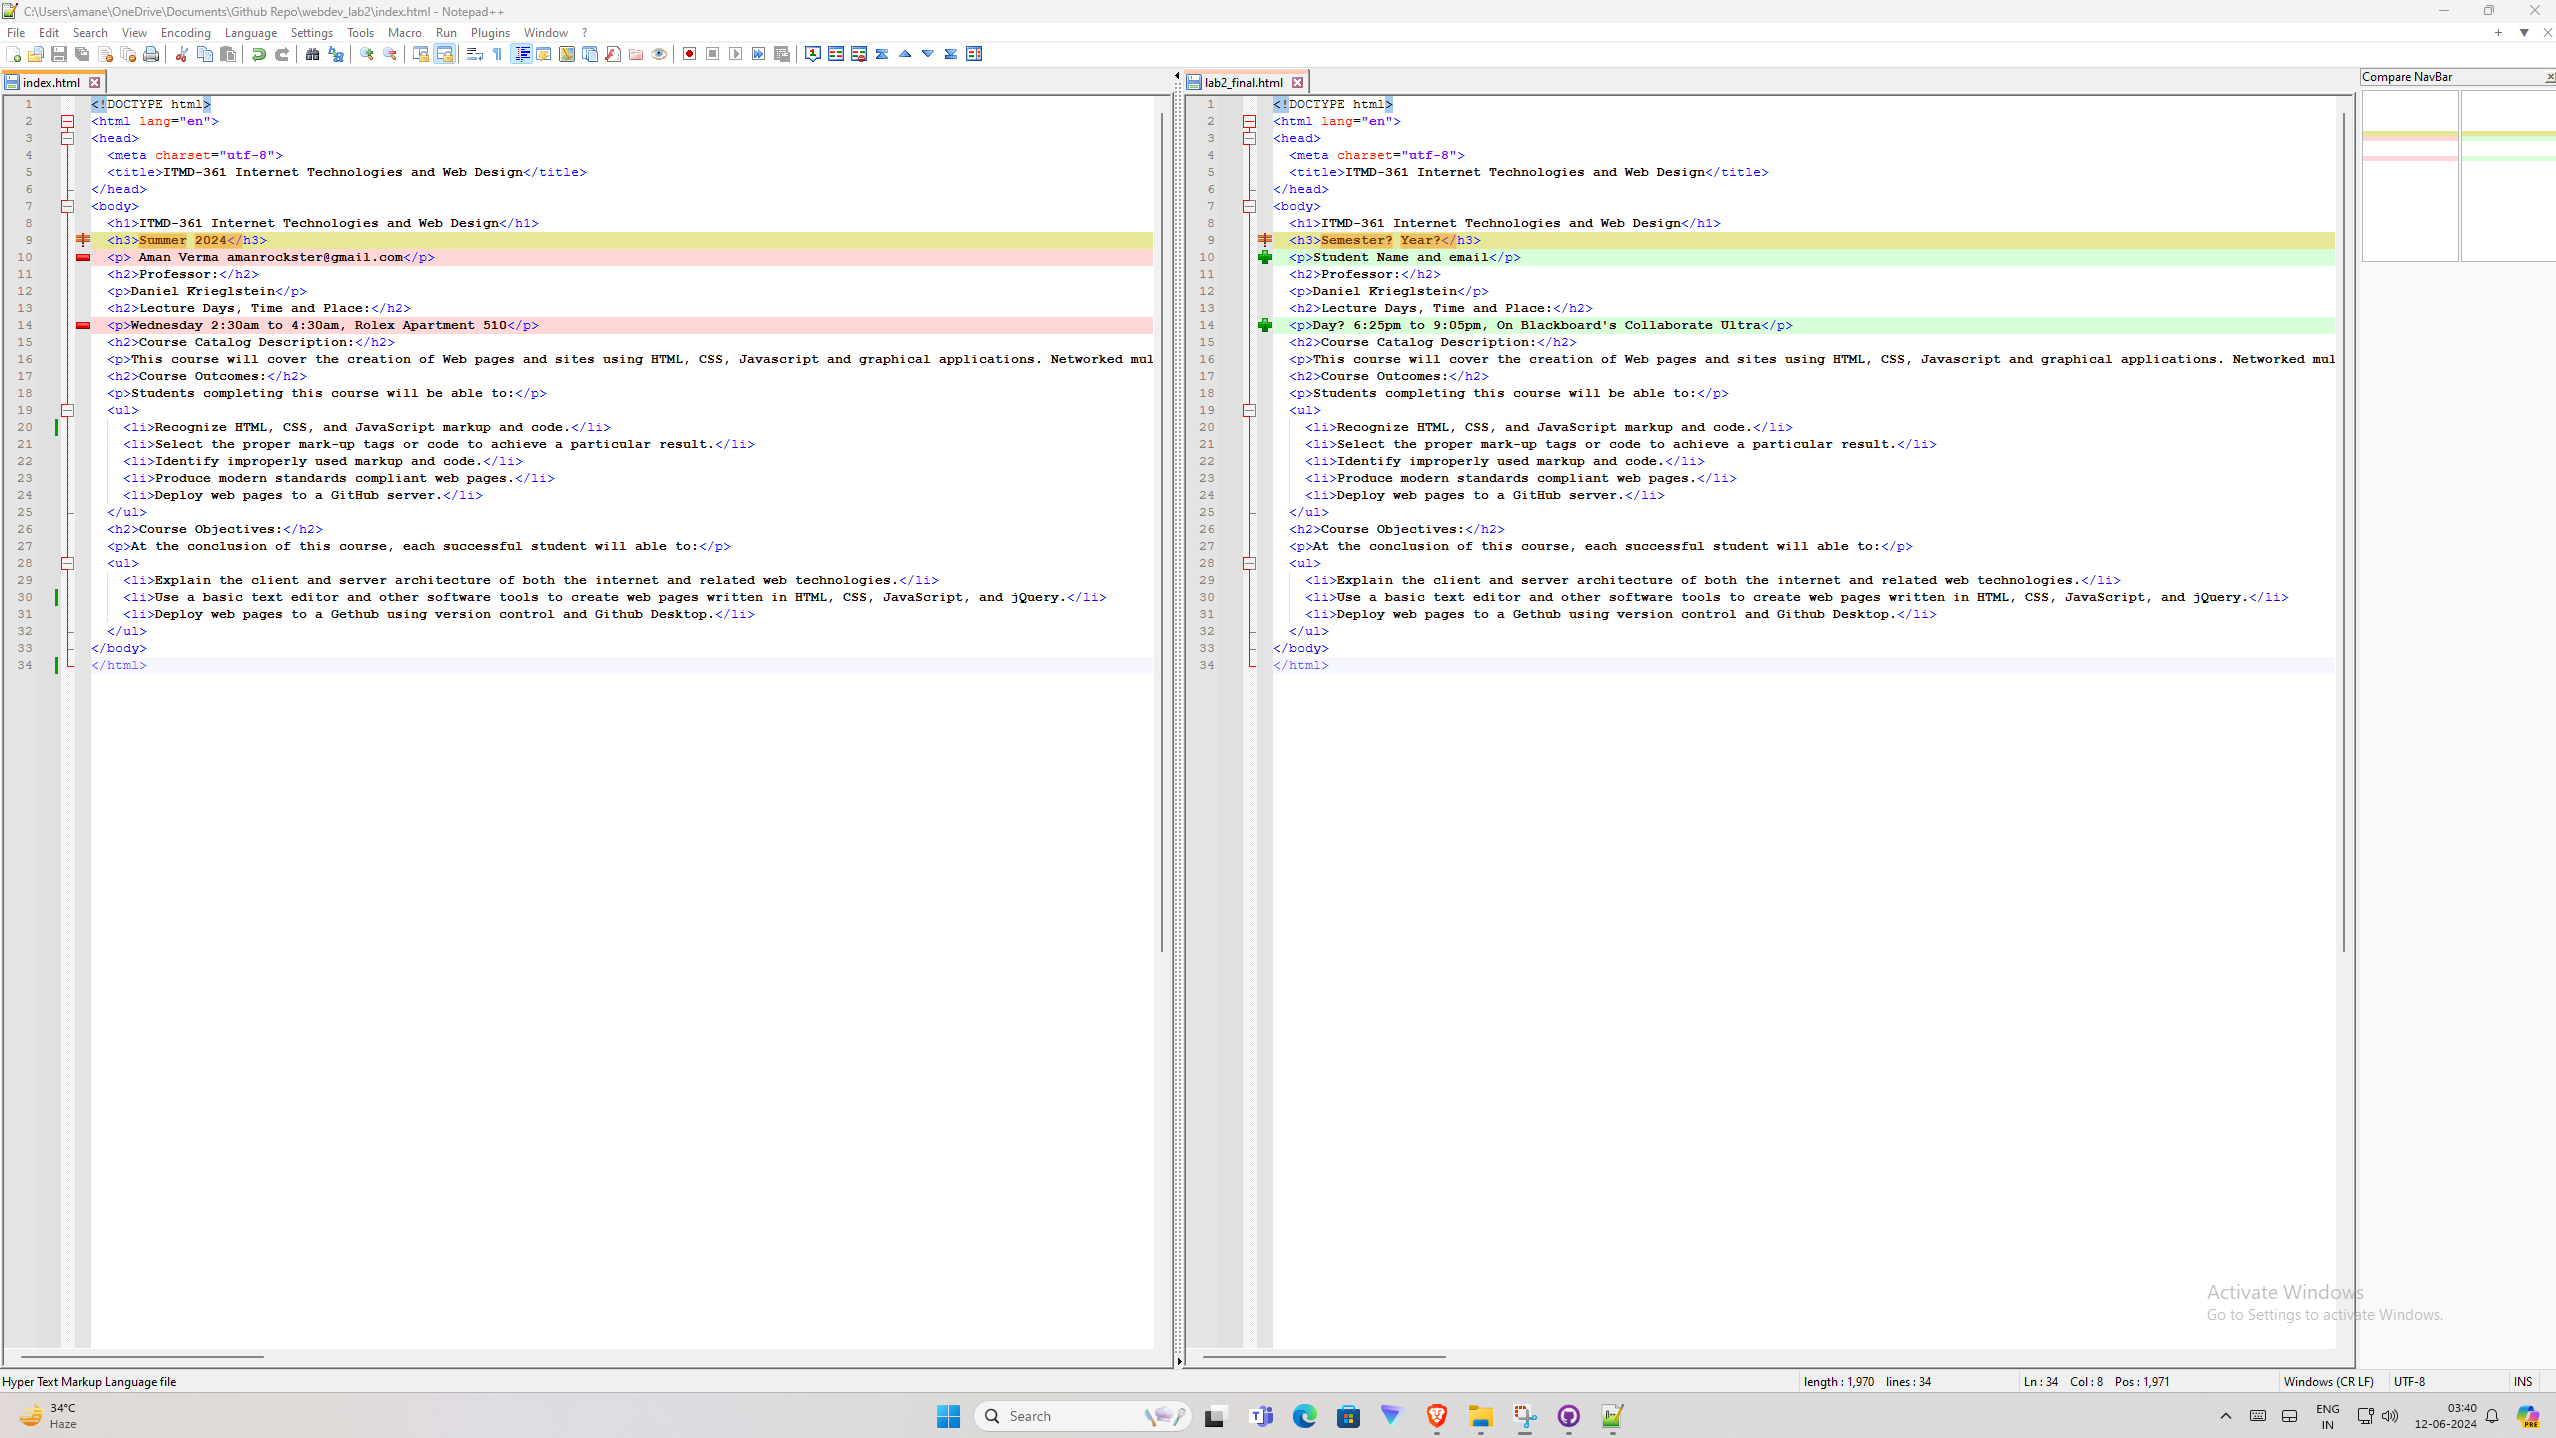 C:\Users\amane\OneDrive\Documents\Github Repo\webdev_lab2\index.html - Notepad++
File Edit Search View Encoding Language Settings Tools Macro Run Plugins Window ?
index.html
1 <!DOCTYPE html>
2 <html lang="en">
3 <head>
4 <meta charset="utf-8">
5 <title>ITMD-361 Internet Technologies and Web Design</title>
6 </head>
7 <body>
8 <h1>ITMD-361 Internet Technologies and Web Design</h1>
9 <h3>Summer 2024</h3>
10 <p> Aman Verma amanrockster@gmail.com</p>
11 <h2>Professor:</h2>
12 <p>Daniel Krieglstein</p>
13 <h2>Lecture Days, Time and Place:</h2>
14 <p>Wednesday 2:30am to 4:30am, Rolex Apartment 510</p>
15 <h2>Course Catalog Description:</h2>
16 <p>This course will cover the creation of Web pages and sites using HTML, CSS, Javascript and graphical applications. Networked mul
17 <h2>Course Outcomes:</h2>
18 <p>Students completing this course will be able to:</p>
19 <ul>
20 <li>Recognize HTML, CSS, and JavaScript markup and code.</li>
21 <li>Select the proper mark-up tags or code to achieve a particular result.</li>
22 <li>Identify improperly used markup and code.</li>
23 <li>Produce modern standards compliant web pages.</li>
24 <li>Deploy web pages to a GitHub server.</li>
25 </ul>
26 <h2>Course Objectives:</h2>
27 <p>At the conclusion of this course, each successful student will able to:</p>
28 <ul>
29 <li>Explain the client and server architecture of both the internet and related web technologies.</li>
30 <li>Use a basic text editor and other software tools to create web pages written in HTML, CSS, JavaScript, and jQuery.</li>
31 <li>Deploy web pages to a Gethub using version control and Github Desktop.</li>
32 </ul>
33 </body>
34 </html>
lab2_final.html
1 <!DOCTYPE html>
2 <html lang="en">
3 <head>
4 <meta charset="utf-8">
5 <title>ITMD-361 Internet Technologies and Web Design</title>
6 </head>
7 <body>
8 <h1>ITMD-361 Internet Technologies and Web Design</h1>
9 <h3>Semester? Year?</h3>
10 <p>Student Name and email</p>
11 <h2>Professor:</h2>
12 <p>Daniel Krieglstein</p>
13 <h2>Lecture Days, Time and Place:</h2>
14 <p>Day? 6:25pm to 9:05pm, On Blackboard's Collaborate Ultra</p>
15 <h2>Course Catalog Description:</h2>
16 <p>This course will cover the creation of Web pages and sites using HTML, CSS, Javascript and graphical applications. Networked mul
17 <h2>Course Outcomes:</h2>
18 <p>Students completing this course will be able to:</p>
19 <ul>
20 <li>Recognize HTML, CSS, and JavaScript markup and code.</li>
21 <li>Select the proper mark-up tags or code to achieve a particular result.</li>
22 <li>Identify improperly used markup and code.</li>
23 <li>Produce modern standards compliant web pages.</li>
24 <li>Deploy web pages to a GitHub server.</li>
25 </ul>
26 <h2>Course Objectives:</h2>
27 <p>At the conclusion of this course, each successful student will able to:</p>
28 <ul>
29 <li>Explain the client and server architecture of both the internet and related web technologies.</li>
30 <li>Use a basic text editor and other software tools to create web pages written in HTML, CSS, JavaScript, and jQuery.</li>
31 <li>Deploy web pages to a Gethub using version control and Github Desktop.</li>
32 </ul>
33 </body>
34 </html>
Compare NavBar
Activate Windows
Go to Settings to activate Windows.
Hyper Text Markup Language file length : 1,970 lines : 34 Ln : 34 Col : 8 Pos : 1,971 Windows (CR LF) UTF-8 INS
34°C
Haze
Search
ENG
IN
03:40
12-06-2024
PRE